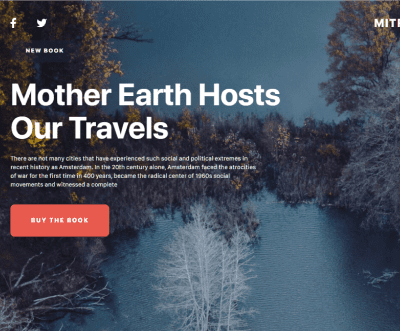 NEW BOOK
Mother Earth Hosts
Our Travels
There are not many cities that have experienced such social and political extremes in
recent history as Amsterdam. In the 20th century alone, Amsterdam faced the atrocities
of war for the first time in 400 years, became the radical center of 1960s social
movements and witnessed a complete
BUY THE BOOK